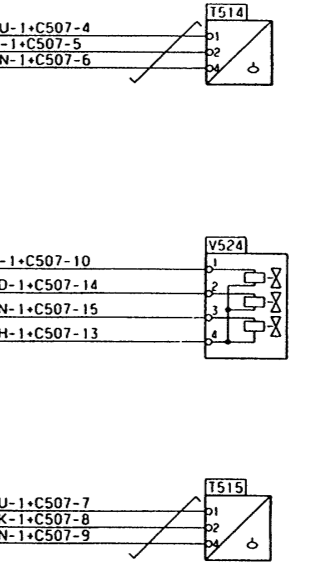 T514
U-1+C507-4
1
-1+C507-5
2
N-1+C507-6
4
V524
-1+C507-10
1
D-1+C507-14
2
N-1+C507-15
3
H-1+C507-13
4
T515
U-1+C507-7
1
K-1+C507-8
2
N-1+C507-9
4